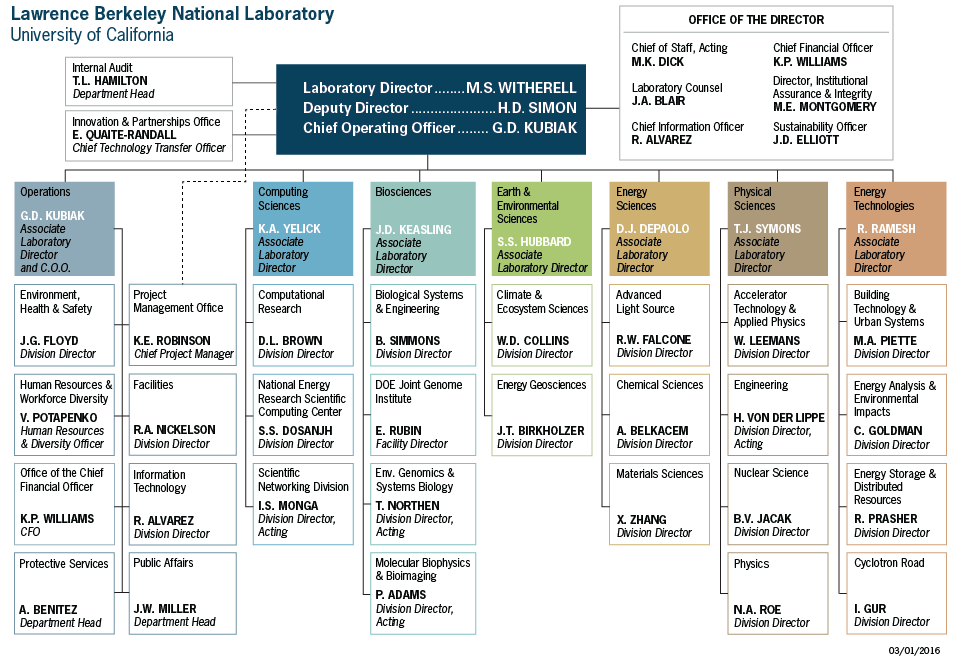 Lawrence Berkeley National Laboratory
University of California
Internal Audit
T.L. HAMILTON
Department Head
Innovation & Partnerships Office
E. QUAITE-RANDALL
Chief Technology Transfer Officer
Laboratory Director ........ M.S. WITHERELL
Deputy Director ...................... H.D. SIMON
Chief Operating Officer ........ G.D. KUBIAK
OFFICE OF THE DIRECTOR
Chief of Staff, Acting
M.K. DICK
Laboratory Counsel
J.A. BLAIR
Chief Information Officer
R. ALVAREZ
Chief Financial Officer
K.P. WILLIAMS
Director, Institutional
Assurance & Integrity
M.E. MONTGOMERY
Sustainability Officer
J.D. ELLIOTT
Operations
G.D. KUBIAK
Associate
Laboratory
Director
and C.O.O.
Environment,
Health & Safety
J.G. FLOYD
Division Director
Human Resources &
Workforce Diversity
V. POTAPENKO
Human Resources
& Diversity Officer
Office of the Chief
Financial Officer
K.P. WILLIAMS
CFO
Protective Services
A. BENITEZ
Department Head
Project
Management Office
K.E. ROBINSON
Chief Project Manager
Facilities
R.A. NICKELSON
Division Director
Information
Technology
R. ALVAREZ
Division Director
Public Affairs
J.W. MILLER
Department Head
Computing
Sciences
K.A. YELICK
Associate
Laboratory
Director
Computational
Research
D.L. BROWN
Division Director
National Energy
Research Scientific
Computing Center
S.S. DOSANJH
Division Director
Scientific
Networking Division
I.S. MONGA
Division Director,
Acting
Biosciences
J.D. KEASLING
Associate
Laboratory
Director
Biological Systems
& Engineering
B. SIMMONS
Division Director
DOE Joint Genome
Institute
E. RUBIN
Facility Director
Env. Genomics &
Systems Biology
T. NORTHEN
Division Director,
Acting
Molecular Biophysics
& Bioimaging
P. ADAMS
Division Director,
Acting
Earth &
Environmental
Sciences
S.S. HUBBARD
Associate
Laboratory Director
Climate &
Ecosystem Sciences
W.D. COLLINS
Division Director
Energy Geosciences
J.T. BIRKHOLZER
Division Director
Energy
Sciences
D.J. DEPAOLO
Associate
Laboratory
Director
Advanced
Light Source
R.W. FALCONE
Division Director
Chemical Sciences
A. BELKACEM
Division Director
Materials Sciences
X. ZHANG
Division Director
Physical
Sciences
T.J. SYMONS
Associate
Laboratory
Director
Accelerator
Technology &
Applied Physics
W. LEEMANS
Division Director
Engineering
H. VON DER LIPPE
Division Director,
Acting
Nuclear Science
B.V. JACAK
Division Director
Physics
N.A. ROE
Division Director
Energy
Technologies
R. RAMESH
Associate
Laboratory
Director
Building
Technology &
Urban Systems
M.A. PIETTE
Division Director
Energy Analysis &
Environmental
Impacts
C. GOLDMAN
Division Director
Energy Storage &
Distributed
Resources
R. PRASHER
Division Director
Cyclotron Road
I. GUR
Division Director
03/01/2016